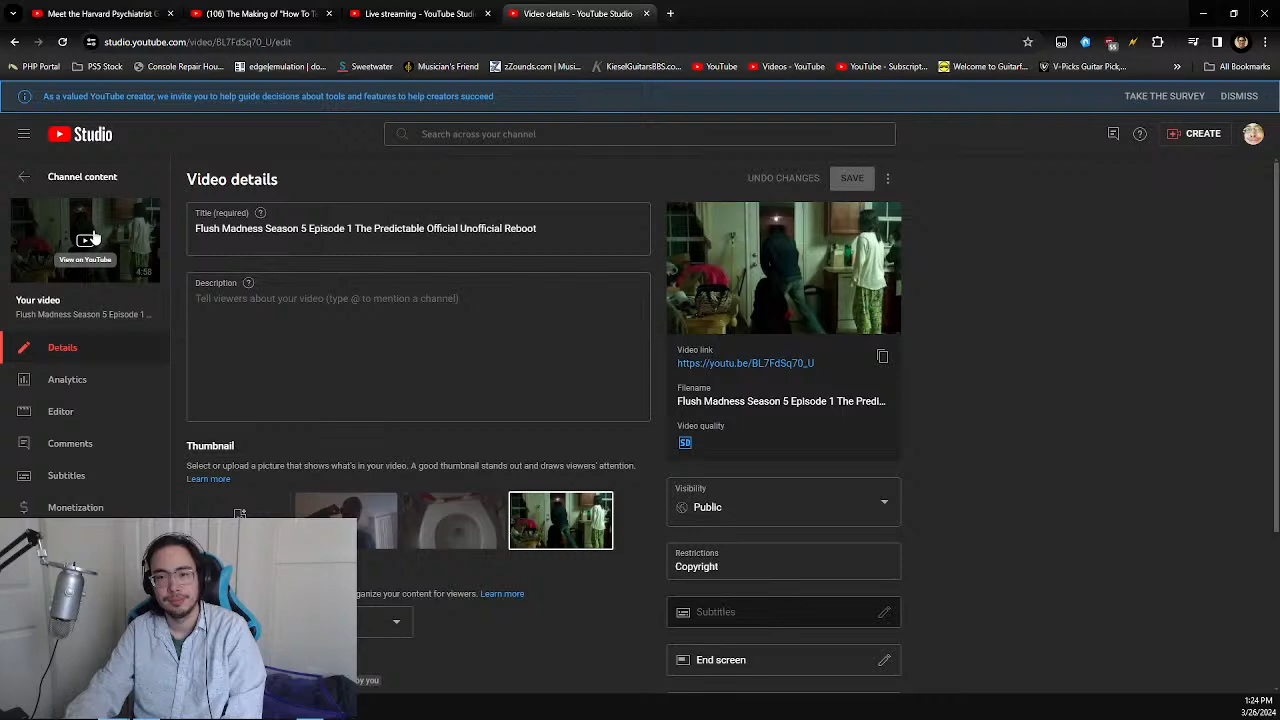 Meet the Harvard Psychiatrist
(106) The Making of "How To Ta
Live streaming - YouTube Studi
Video details - YouTube Studio
studio.youtube.com/video/BL7FdSq70_U/edit
PHP Portal
PS5 Stock
Console Repair Hou...
edge|emulation | do...
Sweetwater
Musician's Friend
zZounds.com | Musi...
KieselGuitarsBBS.c...
YouTube
Videos - YouTube
YouTube - Subscript...
Welcome to Guitarf...
V-Picks Guitar Pick,...
»
All Bookmarks
As a valued YouTube creator, we invite you to help guide decisions about tools and features to help creators succeed
TAKE THE SURVEY
DISMISS
Studio
Search across your channel
CREATE
Channel content
Video details
UNDO CHANGES
SAVE
Title (required)
Flush Madness Season 5 Episode 1 The Predictable Official Unofficial Reboot
View on YouTube
4:58
Description
Tell viewers about your video (type @ to mention a channel)
Your video
Flush Madness Season 5 Episode 1 ...
Details
Analytics
Editor
Comments
Subtitles
Monetization
Video link
https://youtu.be/BL7FdSq70_U
Filename
Flush Madness Season 5 Episode 1 The Predi...
Video quality
SD
Thumbnail
Select or upload a picture that shows what's in your video. A good thumbnail stands out and draws viewers' attention.
Learn more
Visibility
Public
Restrictions
Copyright
Subtitles
End screen
ganize your content for viewers. Learn more
by you
1:24 PM
3/26/2024